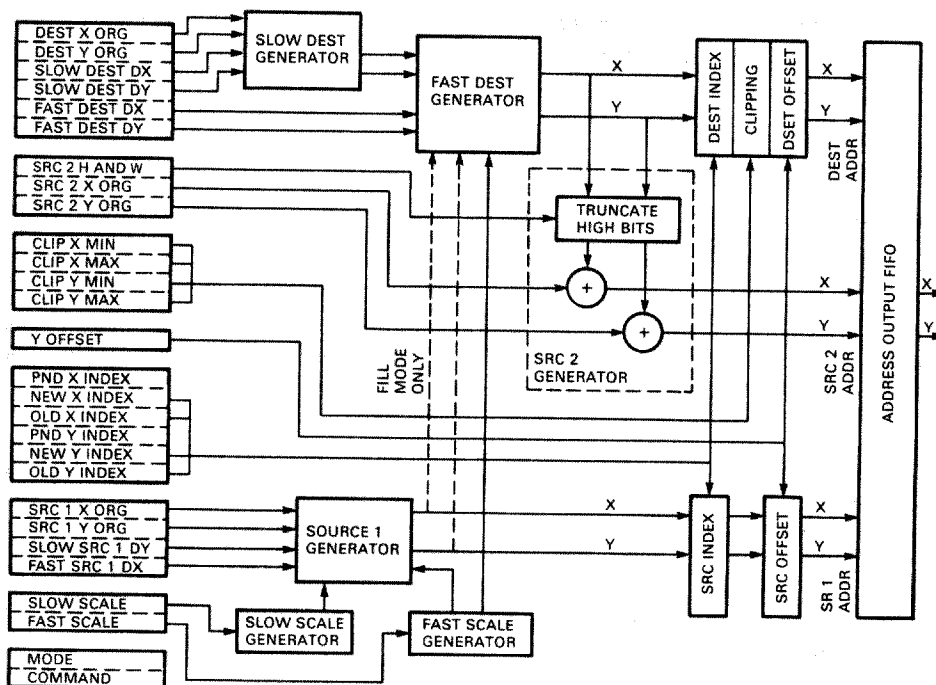 DEST X ORG
DEST Y ORG
SLOW DEST DX
SLOW DEST DY
FAST DEST DX
FAST DEST DY
SLOW DEST
GENERATOR
FAST DEST
GENERATOR
X
Y
DEST INDEX
CLIPPING
DSET OFFSET
X
Y
DEST
ADDR
SRC 2 H AND W
SRC 2 X ORG
SRC 2 Y ORG
TRUNCATE
HIGH BITS
+
+
SRC 2
GENERATOR
X
Y
SRC 2
ADDR
CLIP X MIN
CLIP X MAX
CLIP Y MIN
CLIP Y MAX
Y OFFSET
FILL
MODE
ONLY
PND X INDEX
NEW X INDEX
OLD X INDEX
PND Y INDEX
NEW Y INDEX
OLD Y INDEX
SRC 1 X ORG
SRC 1 Y ORG
SLOW SRC 1 DY
FAST SRC 1 DX
SOURCE 1
GENERATOR
X
Y
SRC INDEX
SRC OFFSET
X
Y
SR 1
ADDR
ADDRESS OUTPUT FIFO
X
Y
SLOW SCALE
FAST SCALE
SLOW SCALE
GENERATOR
FAST SCALE
GENERATOR
MODE
COMMAND